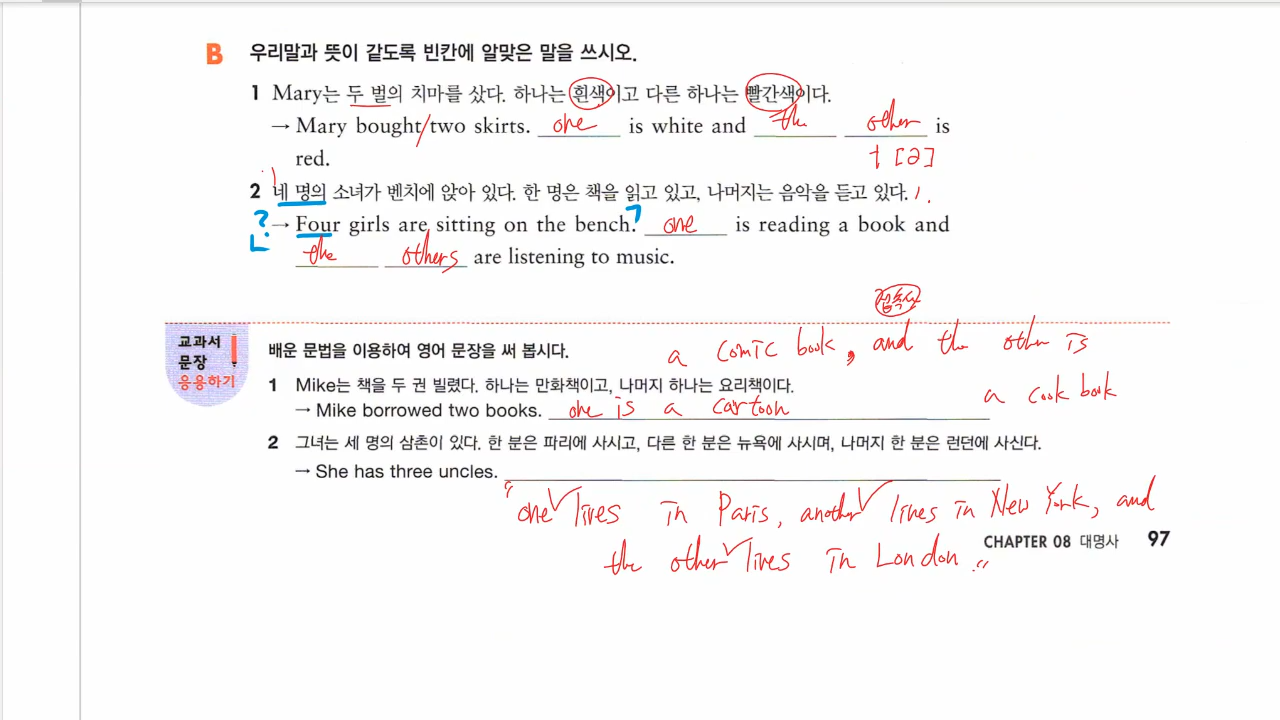 B 우리말과 뜻이 같도록 빈칸에 알맞은 말을 쓰시오.
1 Mary는 두 벌의 치마를 샀다. 하나는 흰색이고 다른 하나는 빨간색이다.
→ Mary bought/two skirts. one is white and the other is
red. + [ə]
2 네 명의 소녀가 벤치에 앉아 있다. 한 명은 책을 읽고 있고, 나머지는 음악을 듣고 있다.
→ Four girls are sitting on the bench. one is reading a book and
the others are listening to music.
접속사
교과서
문장
응용하기
배운 문법을 이용하여 영어 문장을 써 봅시다.
a comic book, and the other is
1 Mike는 책을 두 권 빌렸다. 하나는 만화책이고, 나머지 하나는 요리책이다.
a cook book
→ Mike borrowed two books. one is a cartoon
2 그녀는 세 명의 삼촌이 있다. 한 분은 파리에 사시고, 다른 한 분은 뉴욕에 사시며, 나머지 한 분은 런던에 사신다.
→ She has three uncles.
"one lives in Paris, another lives in New York, and
the other lives in London."
CHAPTER 08 대명사 97